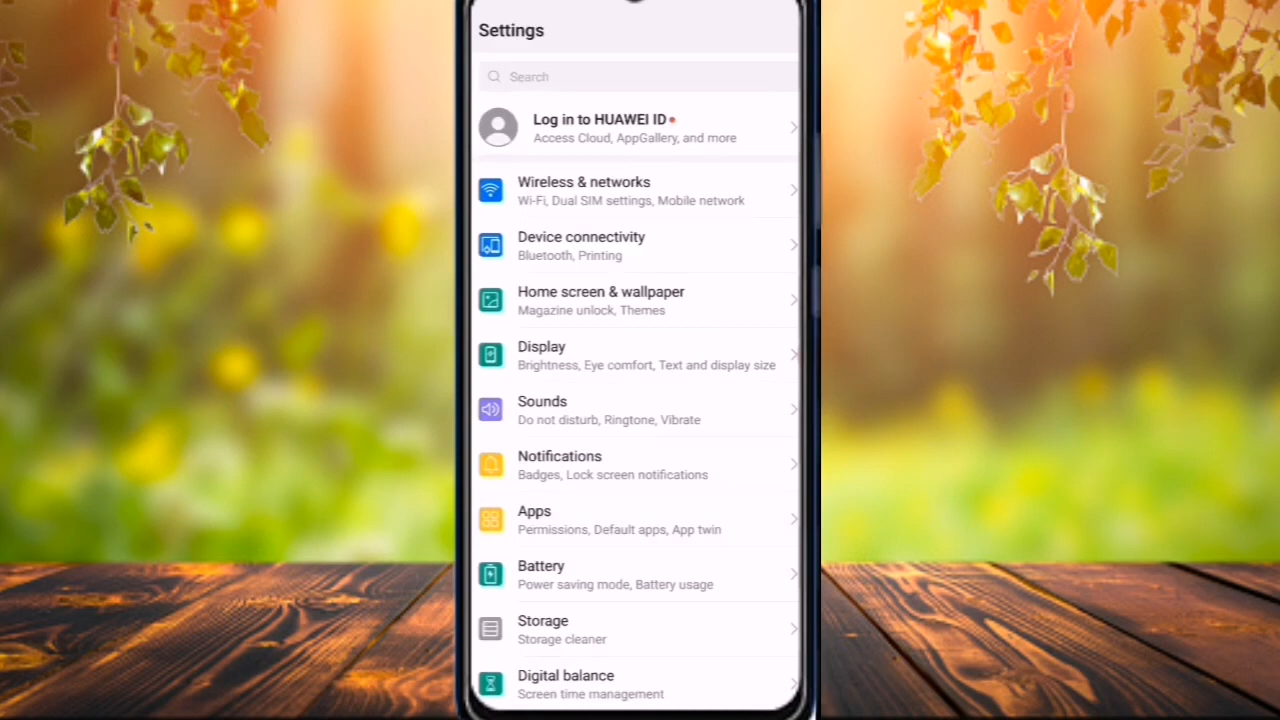 Settings
Search
Log in to HUAWEI ID
Access Cloud, AppGallery, and more
Wireless & networks
Wi-Fi, Dual SIM settings, Mobile network
Device connectivity
Bluetooth, Printing
Home screen & wallpaper
Magazine unlock, Themes
Display
Brightness, Eye comfort, Text and display size
Sounds
Do not disturb, Ringtone, Vibrate
Notifications
Badges, Lock screen notifications
Apps
Permissions, Default apps, App twin
Battery
Power saving mode, Battery usage
Storage
Storage cleaner
Digital balance
Screen time management